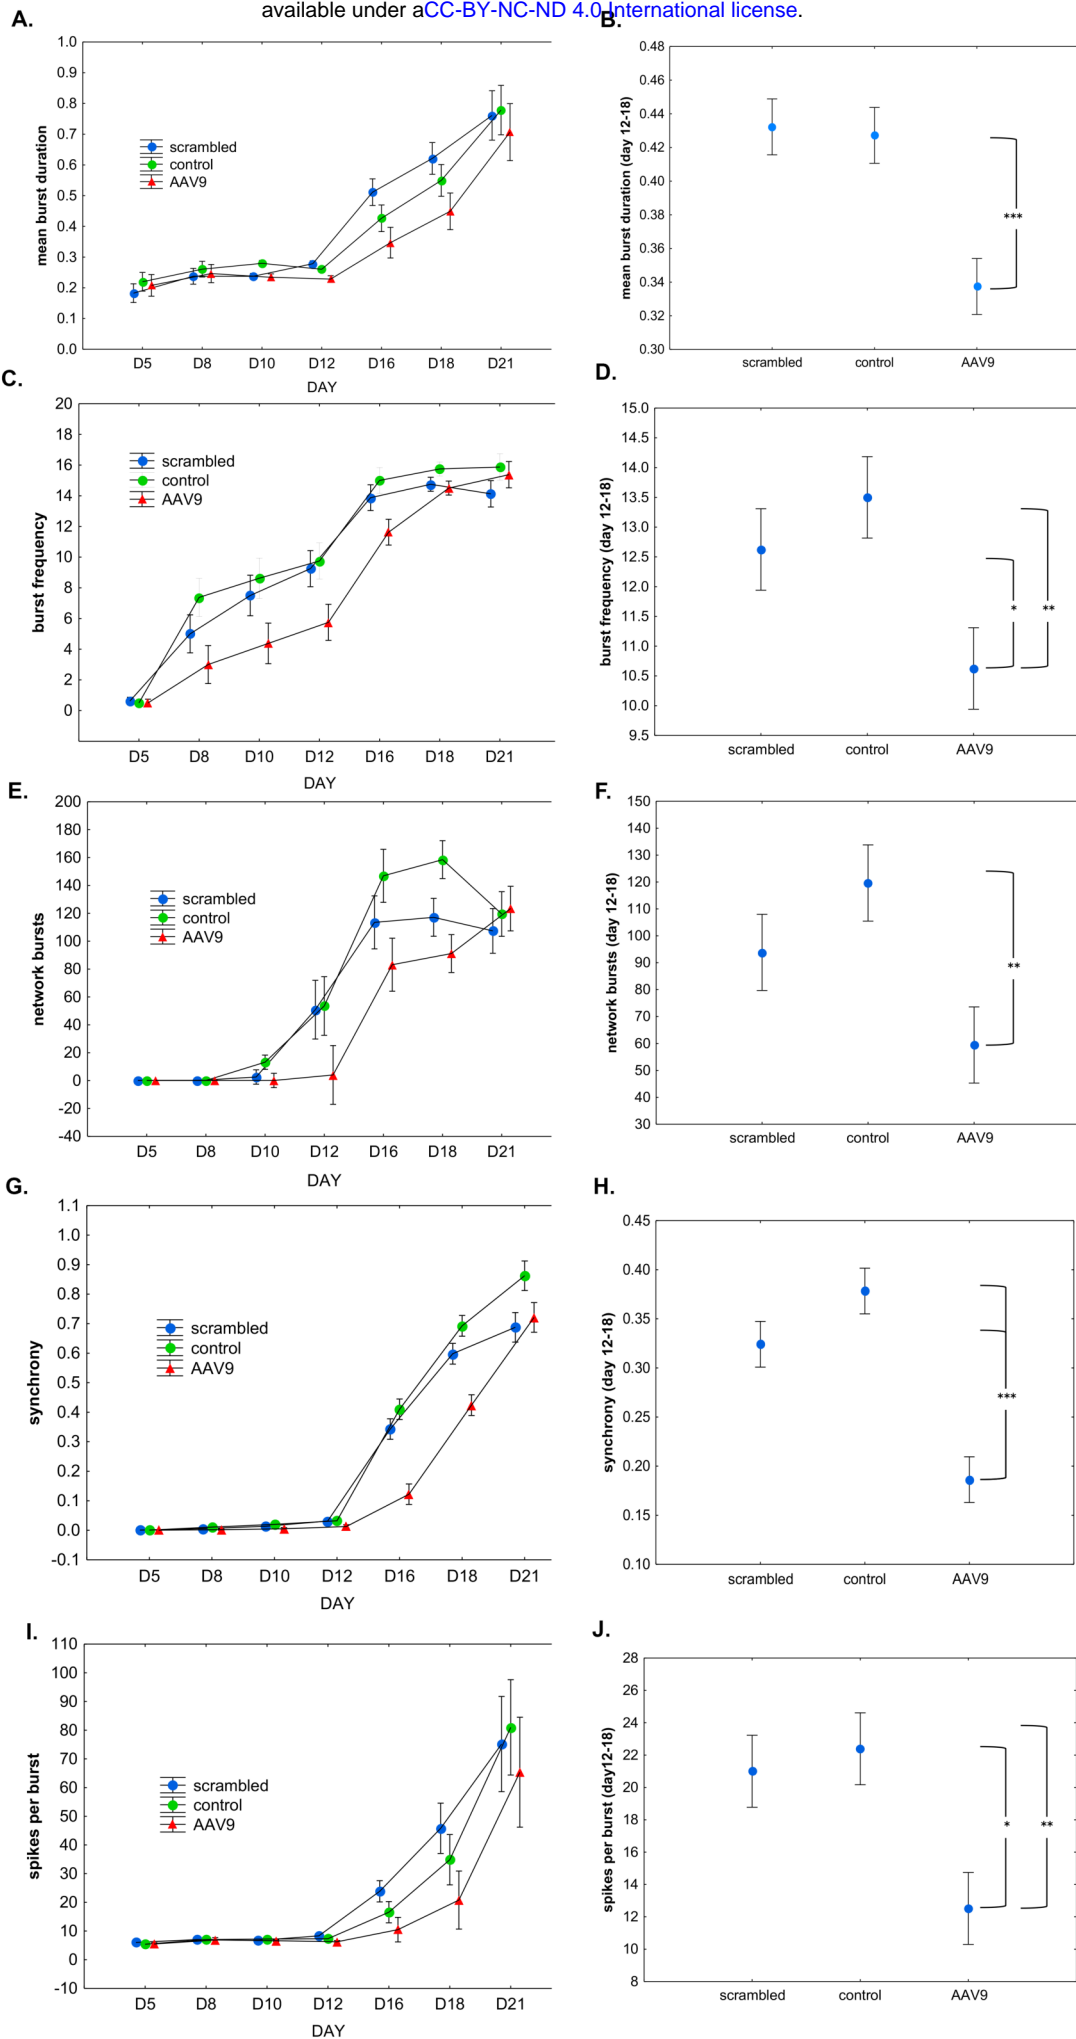 available under aCC-BY-NC-ND 4.0 International license.
A.
1.0
0.9
0.8
0.7
0.6
0.5
0.4
0.3
0.2
0.1
0.0
mean burst duration
scrambled
control
AAV9
D5 D8 D10 D12 D16 D18 D21
DAY
B.
0.48
0.46
0.44
0.42
0.40
0.38
0.36
0.34
0.32
0.30
mean burst duration (day 12-18)
***
scrambled control AAV9
C.
20
18
16
14
12
10
8
6
4
2
0
burst frequency
scrambled
control
AAV9
D5 D8 D10 D12 D16 D18 D21
DAY
D.
15.0
14.5
14.0
13.5
13.0
12.5
12.0
11.5
11.0
10.5
10.0
9.5
burst frequency (day 12-18)
* **
scrambled control AAV9
E.
200
180
160
140
120
100
80
60
40
20
0
-20
-40
network bursts
scrambled
control
AAV9
D5 D8 D10 D12 D16 D18 D21
DAY
F.
150
140
130
120
110
100
90
80
70
60
50
40
30
network bursts (day 12-18)
**
scrambled control AAV9
G.
1.1
1.0
0.9
0.8
0.7
0.6
0.5
0.4
0.3
0.2
0.1
0.0
-0.1
synchrony
scrambled
control
AAV9
D5 D8 D10 D12 D16 D18 D21
DAY
H.
0.45
0.40
0.35
0.30
0.25
0.20
0.15
0.10
synchrony (day 12-18)
***
scrambled control AAV9
I.
110
100
90
80
70
60
50
40
30
20
10
0
-10
spikes per burst
scrambled
control
AAV9
D5 D8 D10 D12 D16 D18 D21
DAY
J.
28
26
24
22
20
18
16
14
12
10
8
spikes per burst (day12-18)
* **
scrambled control AAV9